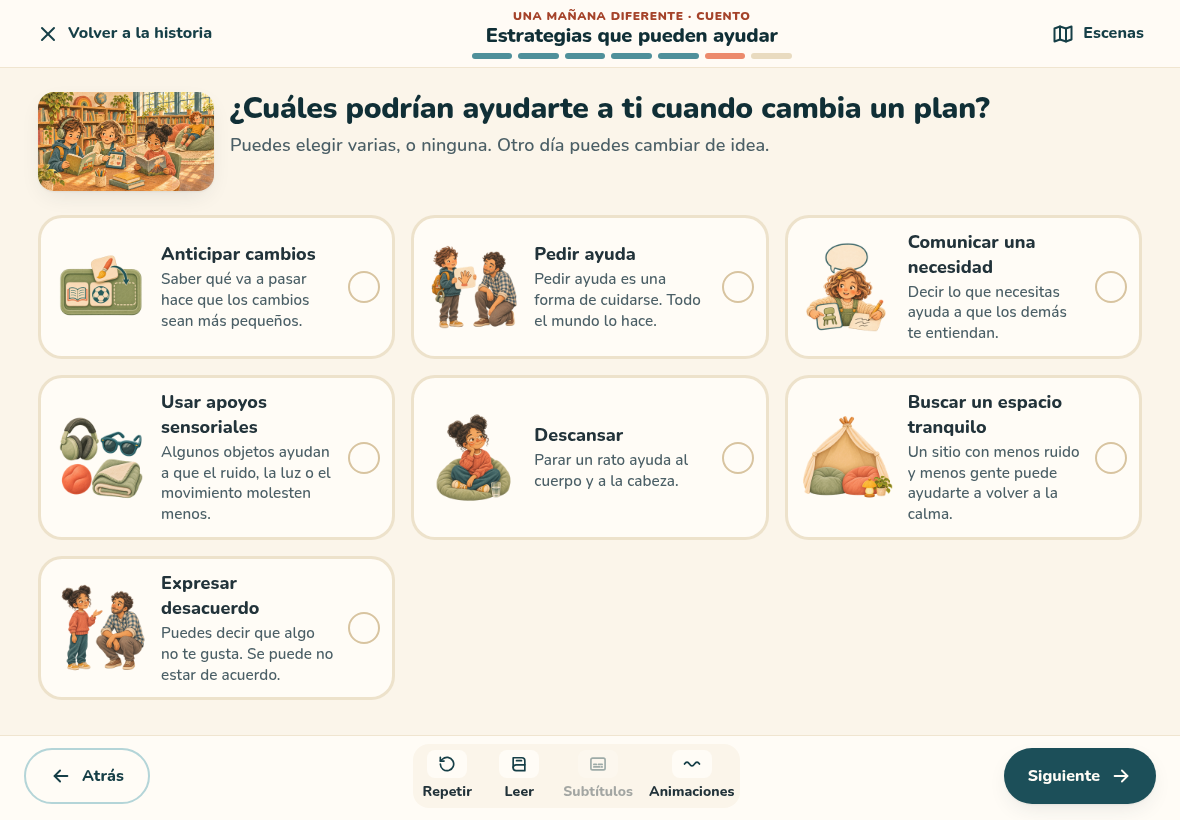 Volver a la historia
UNA MAÑANA DIFERENTE · CUENTO
Estrategias que pueden ayudar
Escenas
¿Cuáles podrían ayudarte a ti cuando cambia un plan?
Puedes elegir varias, o ninguna. Otro día puedes cambiar de idea.
Anticipar cambios
Saber qué va a pasar
hace que los cambios
sean más pequeños.
Pedir ayuda
Pedir ayuda es una
forma de cuidarse. Todo
el mundo lo hace.
Comunicar una
necesidad
Decir lo que necesitas
ayuda a que los demás
te entiendan.
Usar apoyos
sensoriales
Algunos objetos ayudan
a que el ruido, la luz o el
movimiento molesten
menos.
Descansar
Parar un rato ayuda al
cuerpo y a la cabeza.
Buscar un espacio
tranquilo
Un sitio con menos ruido
y menos gente puede
ayudarte a volver a la
calma.
Expresar
desacuerdo
Puedes decir que algo
no te gusta. Se puede no
estar de acuerdo.
Atrás
Repetir
Leer
Subtítulos
Animaciones
Siguiente